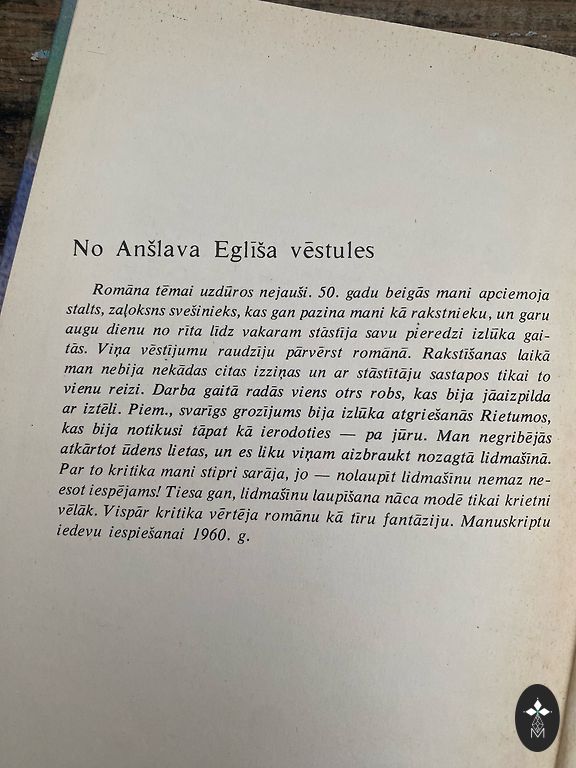 No Anšlava Eglīša vēstules
Romāna tēmai uzdūros nejauši. 50. gadu beigās mani apciemoja
stalts, zaļoksns svešinieks, kas gan pazina mani kā rakstnieku, un garu
augu dienu no rīta līdz vakaram stāstīja savu pieredzi izlūka gai-
tās. Viņa vēstījumu raudzīju pārvērst romānā. Rakstīšanas laikā
man nebija nekādas citas izziņas un ar stāstītāju sastapos tikai to
vienu reizi. Darba gaitā radās viens otrs robs, kas bija jāaizpilda
ar iztēli. Piem., svarīgs grozījums bija izlūka atgriešanās Rietumos,
kas bija notikusi tāpat kā ierodoties — pa jūru. Man negribējās
atkārtot ūdens lietas, un es liku viņam aizbraukt nozagtā lidmašīnā.
Par to kritika mani stipri sarāja, jo — nolaupīt lidmašīnu nemaz ne-
esot iespējams! Tiesa gan, lidmašīnu laupīšana nāca modē tikai krietni
vēlāk. Vispār kritika vērtēja romānu kā tīru fantāziju. Manuskriptu
iedevu iespiešanai 1960. g.
M